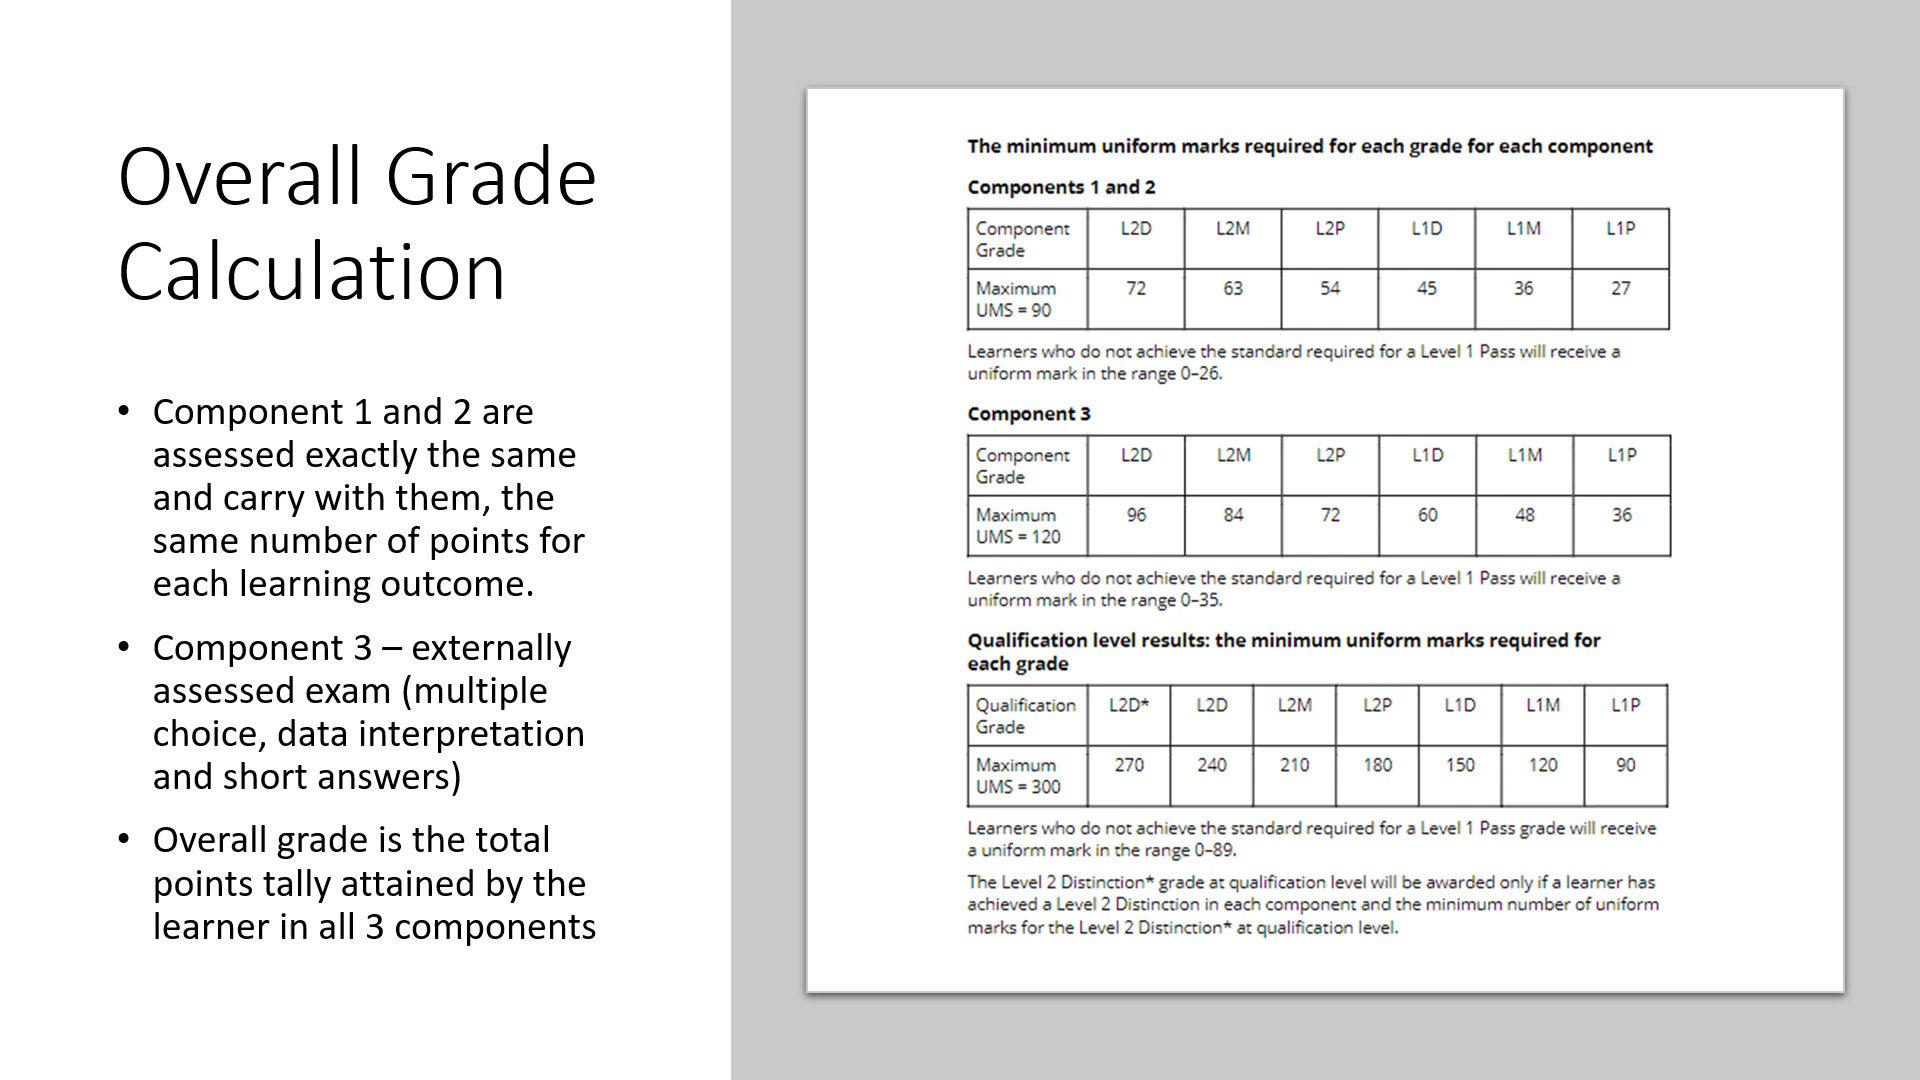 Overall Grade
Calculation
• Component 1 and 2 are
assessed exactly the same
and carry with them, the
same number of points for
each learning outcome.
• Component 3 – externally
assessed exam (multiple
choice, data interpretation
and short answers)
• Overall grade is the total
points tally attained by the
learner in all 3 components
The minimum uniform marks required for each grade for each component
Components 1 and 2
Component L2D L2M L2P L1D L1M L1P
Grade
Maximum 72 63 54 45 36 27
UMS = 90
Learners who do not achieve the standard required for a Level 1 Pass will receive a
uniform mark in the range 0–26.
Component 3
Component L2D L2M L2P L1D L1M L1P
Grade
Maximum 96 84 72 60 48 36
UMS = 120
Learners who do not achieve the standard required for a Level 1 Pass will receive a
uniform mark in the range 0–35.
Qualification level results: the minimum uniform marks required for
each grade
Qualification L2D* L2D L2M L2P L1D L1M L1P
Grade
Maximum 270 240 210 180 150 120 90
UMS = 300
Learners who do not achieve the standard required for a Level 1 Pass grade will receive
a uniform mark in the range 0–89.
The Level 2 Distinction* grade at qualification level will be awarded only if a learner has
achieved a Level 2 Distinction in each component and the minimum number of uniform
marks for the Level 2 Distinction* at qualification level.